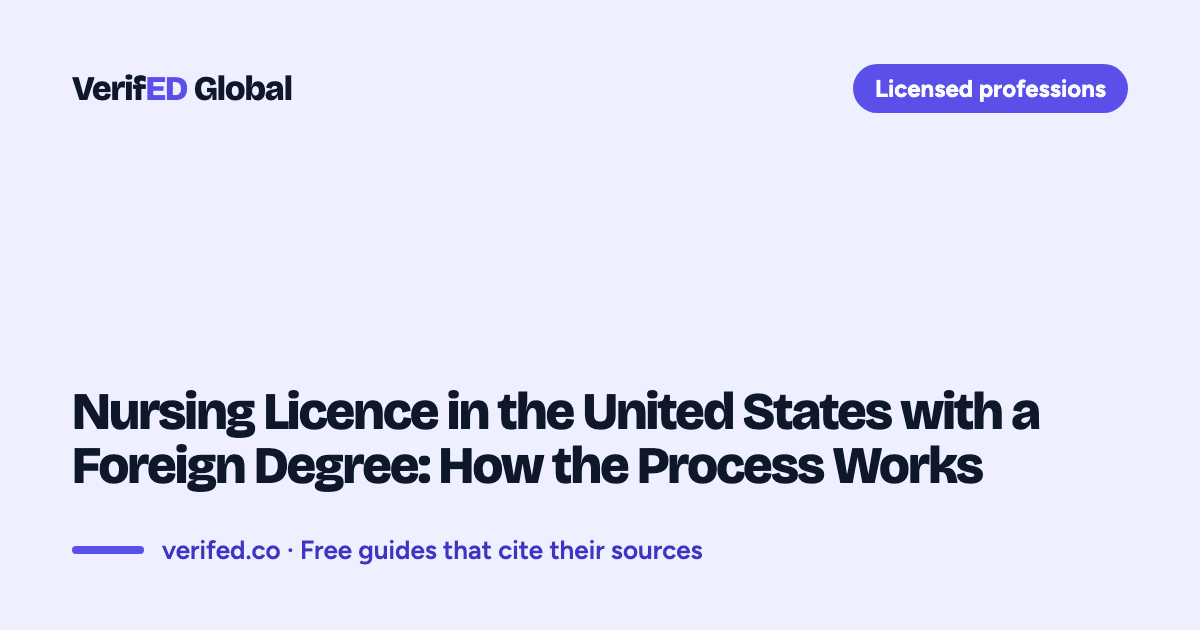 VerifED Global
Licensed professions
Nursing Licence in the United States with a
Foreign Degree: How the Process Works
verifed.co · Free guides that cite their sources